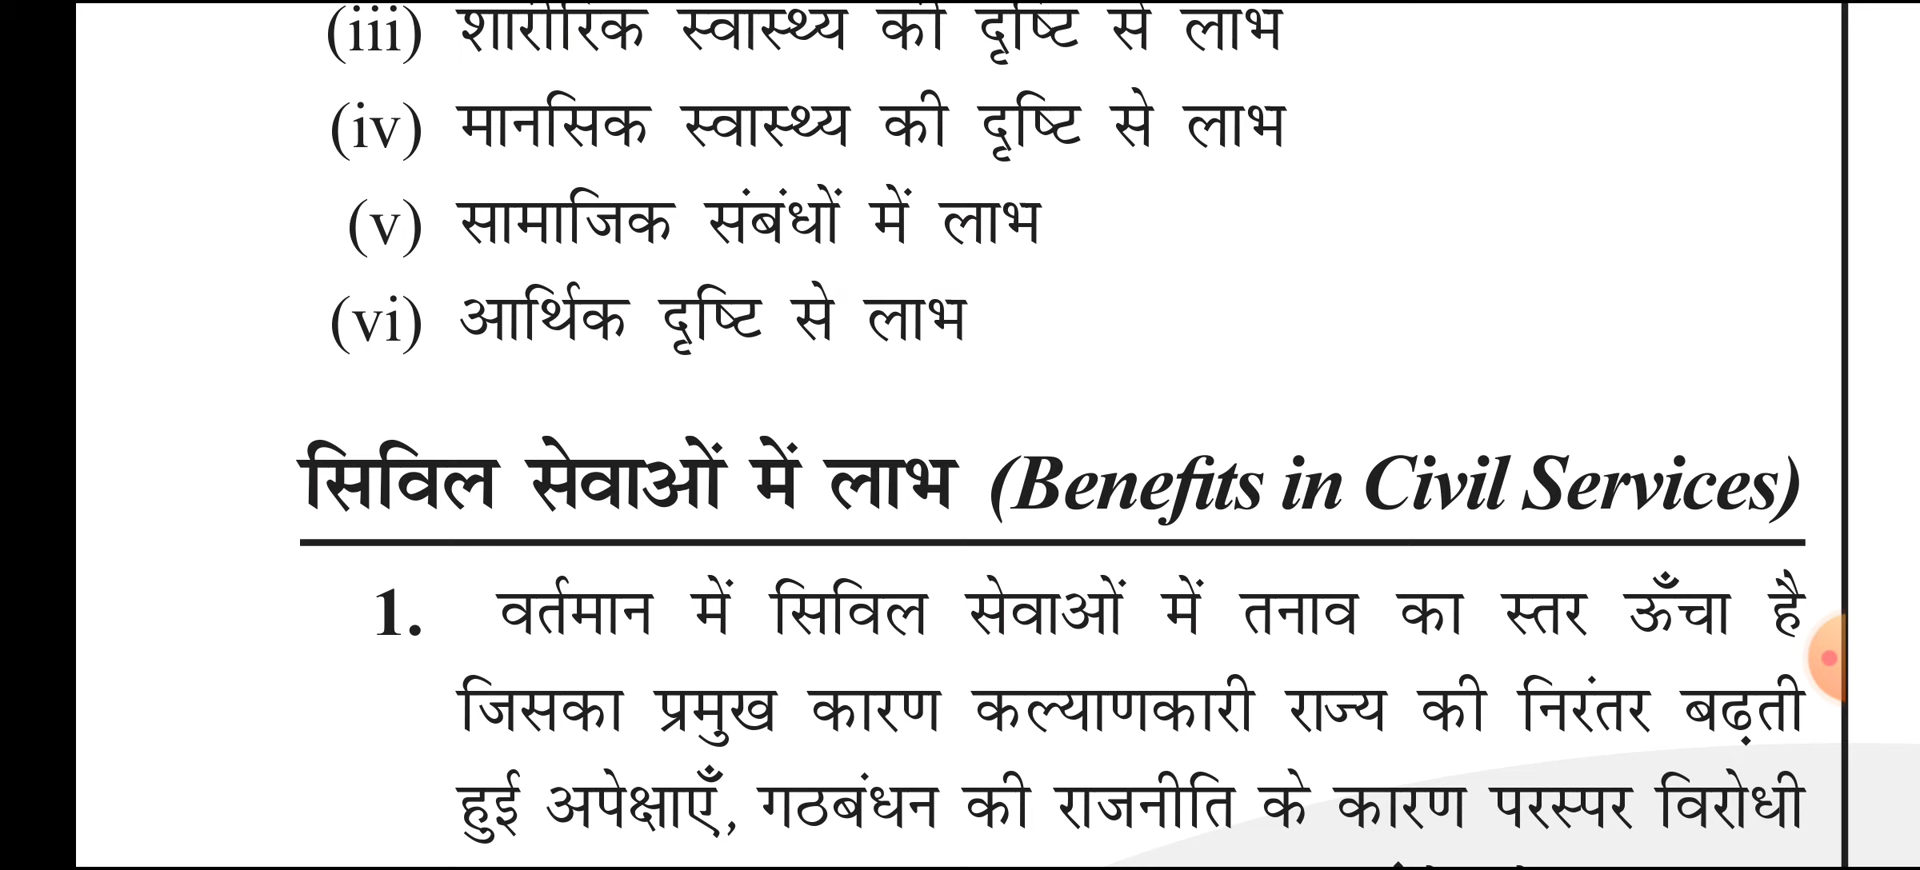 (iii) शारीरिक स्वास्थ्य की दृष्टि से लाभ
(iv) मानसिक स्वास्थ्य की दृष्टि से लाभ
(v) सामाजिक संबंधों में लाभ
(vi) आर्थिक दृष्टि से लाभ
सिविल सेवाओं में लाभ (Benefits in Civil Services)
1. वर्तमान में सिविल सेवाओं में तनाव का स्तर ऊँचा है
जिसका प्रमुख कारण कल्याणकारी राज्य की निरंतर बढ़ती
हुई अपेक्षाएँ, गठबंधन की राजनीति के कारण परस्पर विरोधी